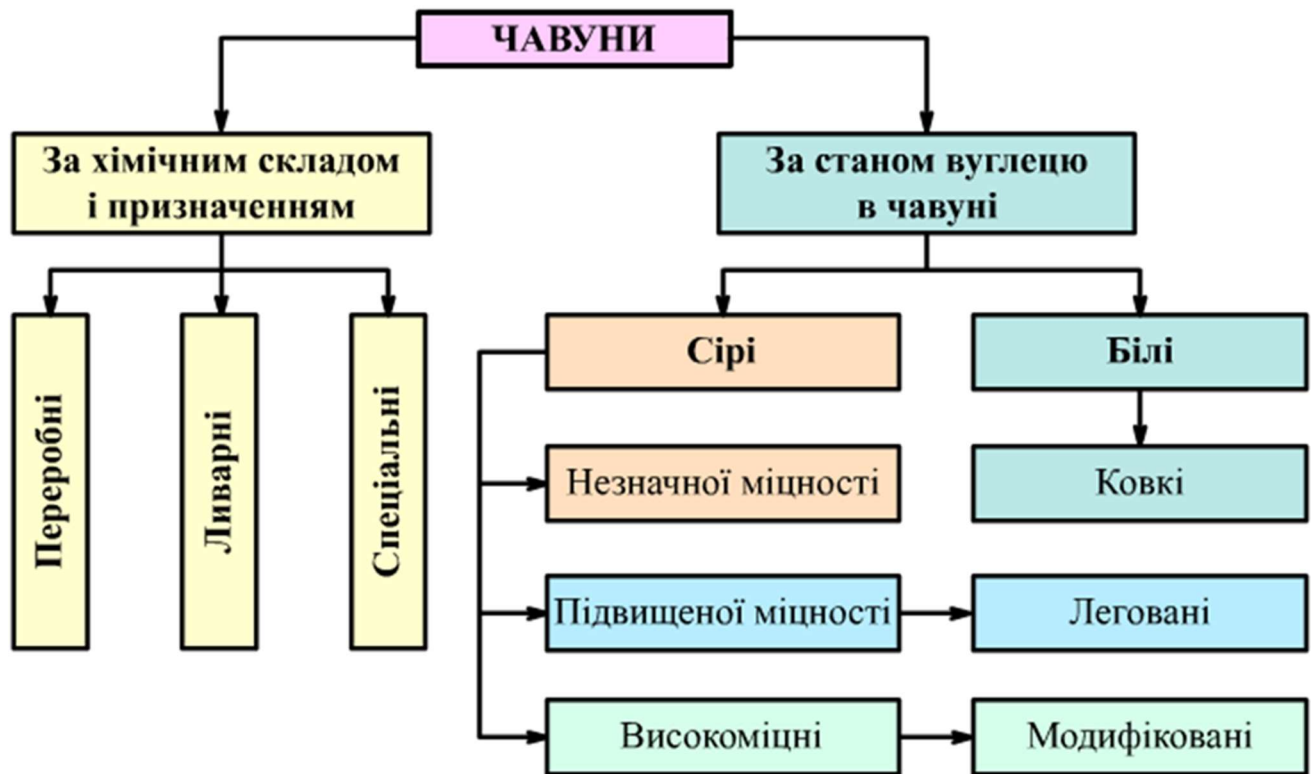 ЧАВУНИ
За хімічним складом
і призначенням
За станом вуглецю
в чавуні
Переробні
Ливарні
Спеціальні
Сірі
Білі
Незначної міцності
Ковкі
Підвищеної міцності
Леговані
Високоміцні
Модифіковані